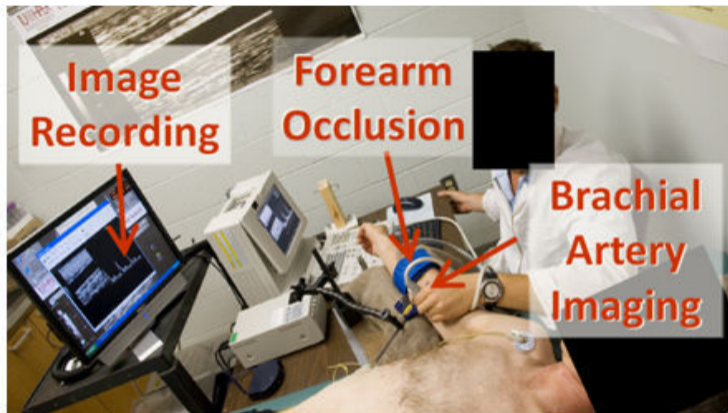 Image
Recording
Forearm
Occlusion
Brachial
Artery
Imaging